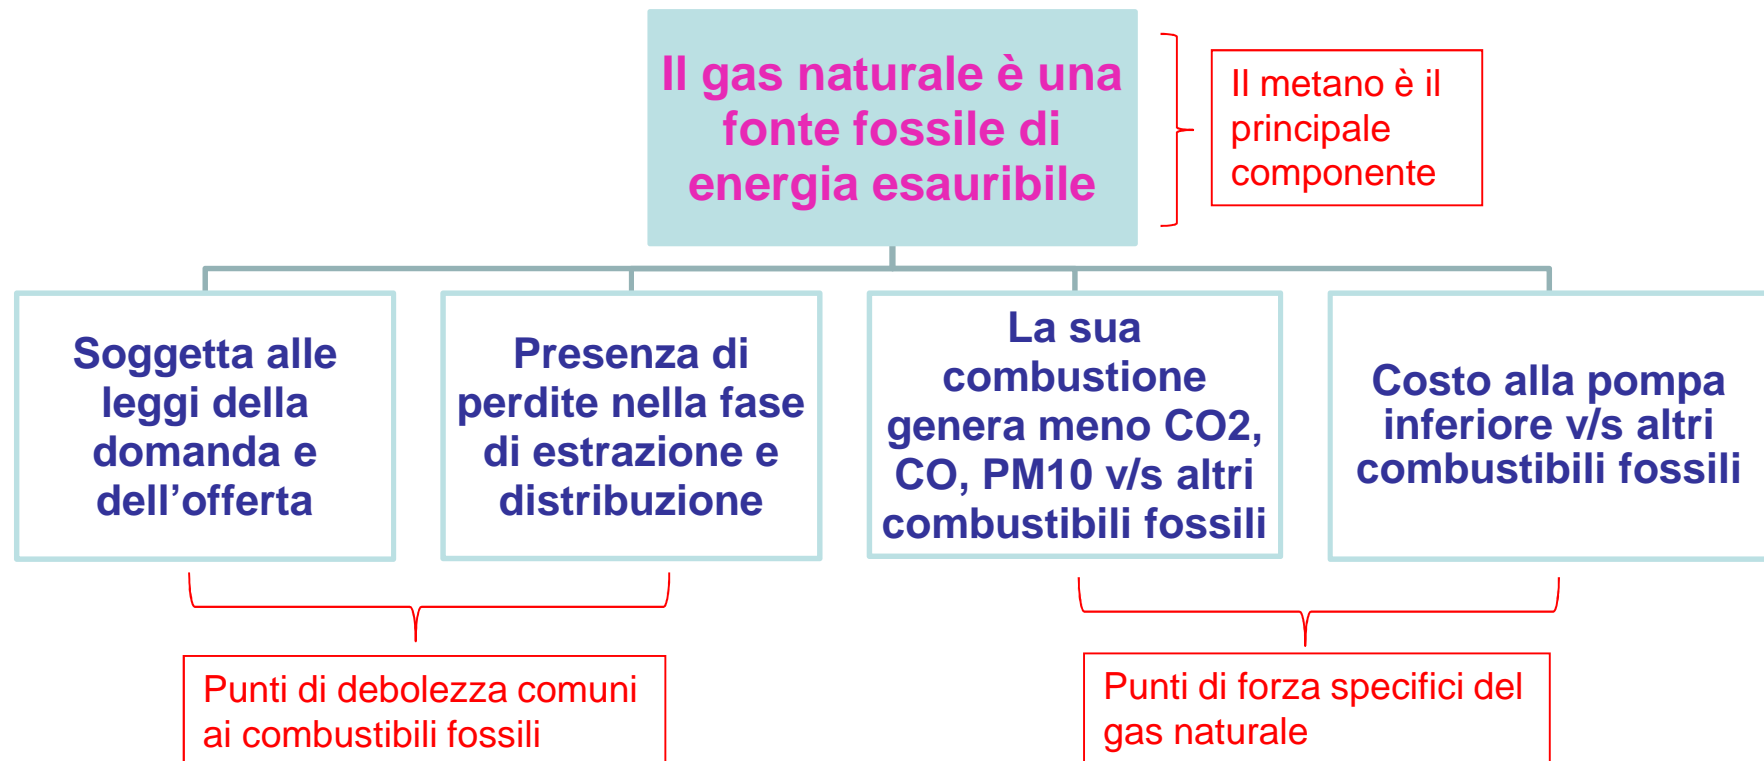 Il gas naturale è una
fonte fossile di
energia esauribile
Il metano è il
principale
componente
Soggetta alle
leggi della
domanda e
dell’offerta
Presenza di
perdite nella fase
di estrazione e
distribuzione
La sua
combustione
genera meno CO2,
CO, PM10 v/s altri
combustibili fossili
Costo alla pompa
inferiore v/s altri
combustibili fossili
Punti di debolezza comuni
ai combustibili fossili
Punti di forza specifici del
gas naturale